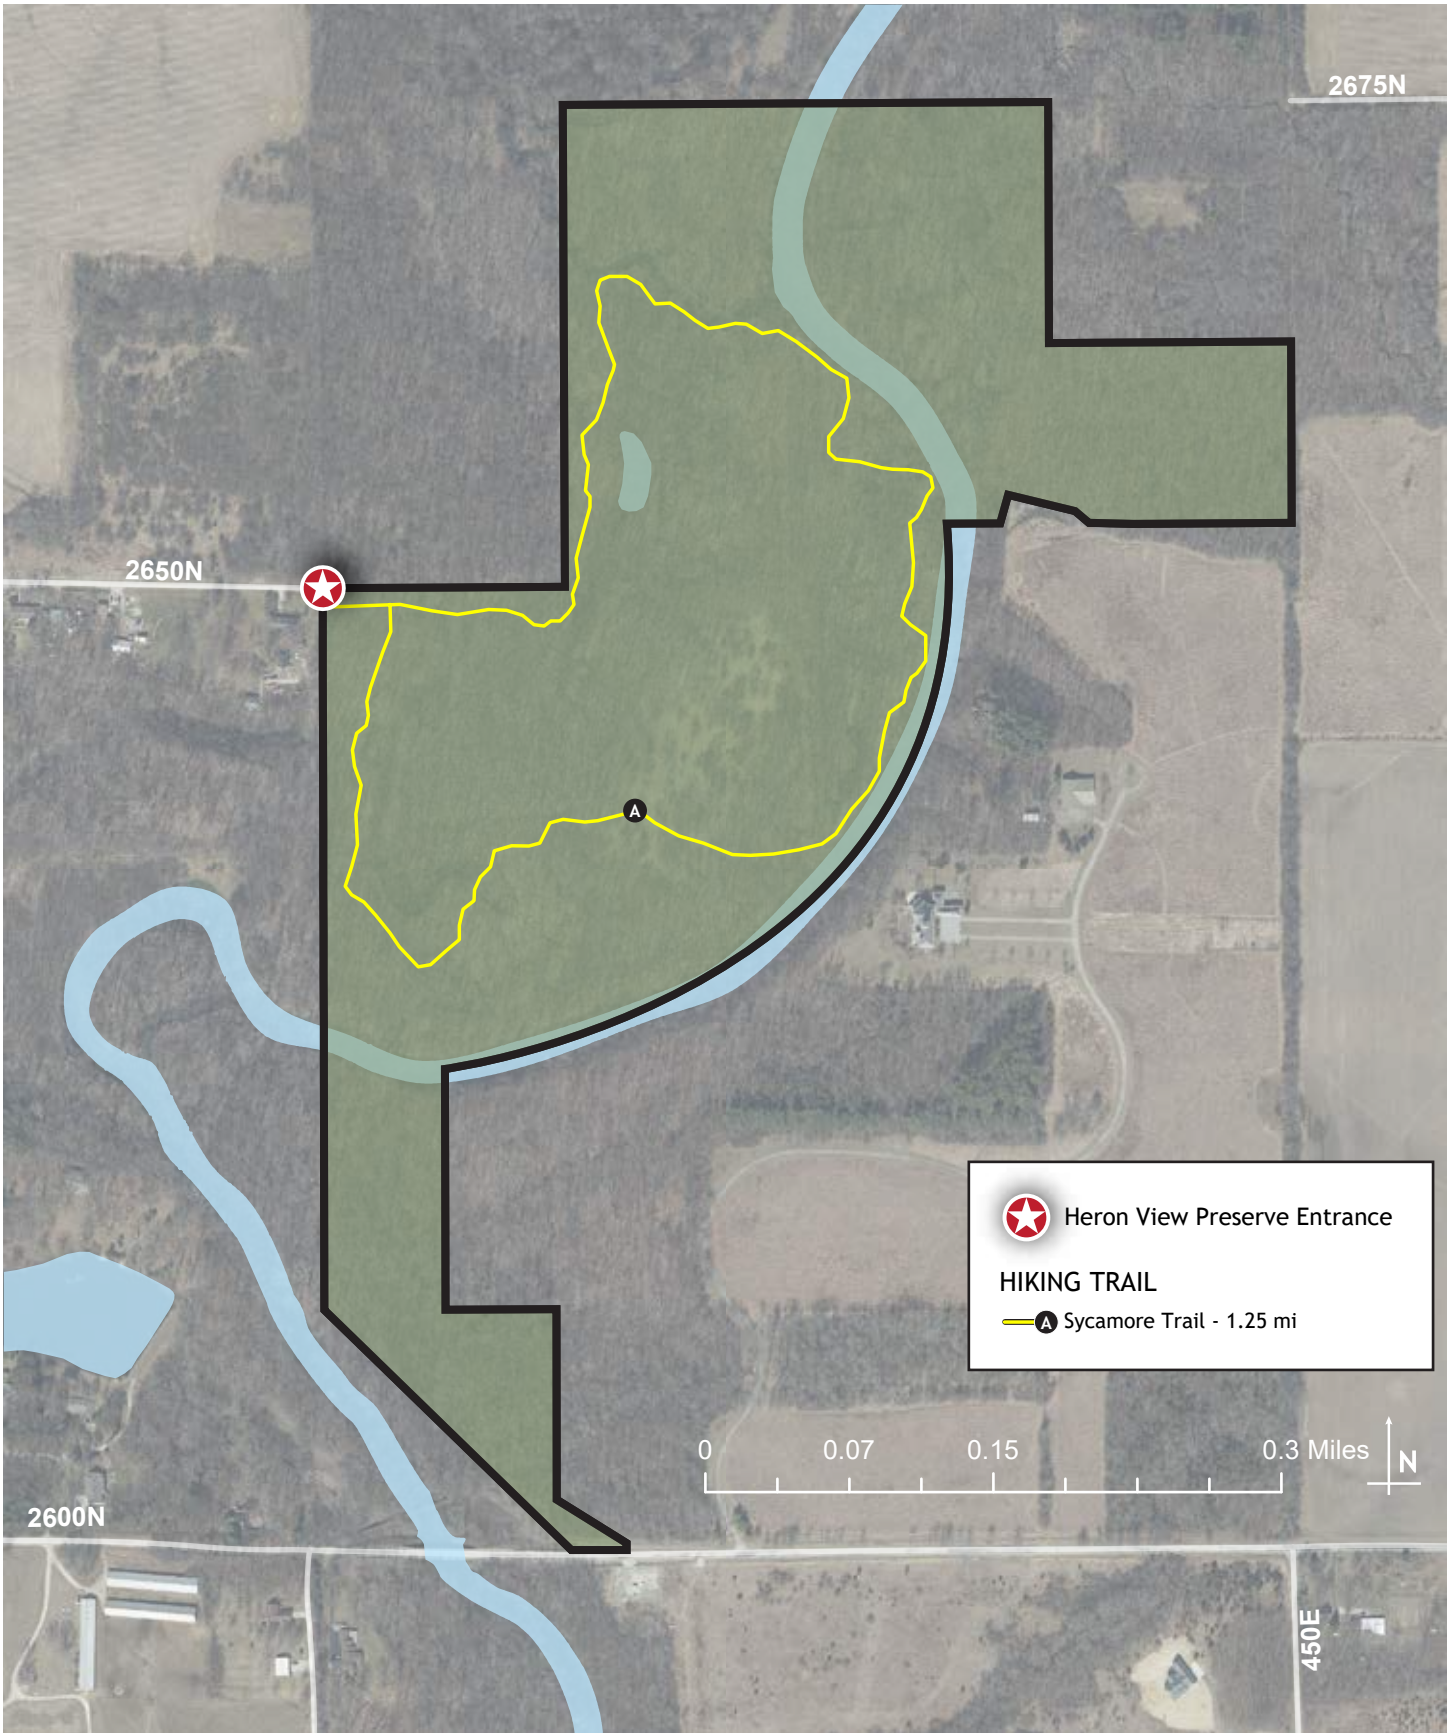 2675N
2650N
A
Heron View Preserve Entrance
HIKING TRAIL
A Sycamore Trail - 1.25 mi
0 0.07 0.15 0.3 Miles
N
2600N
450E